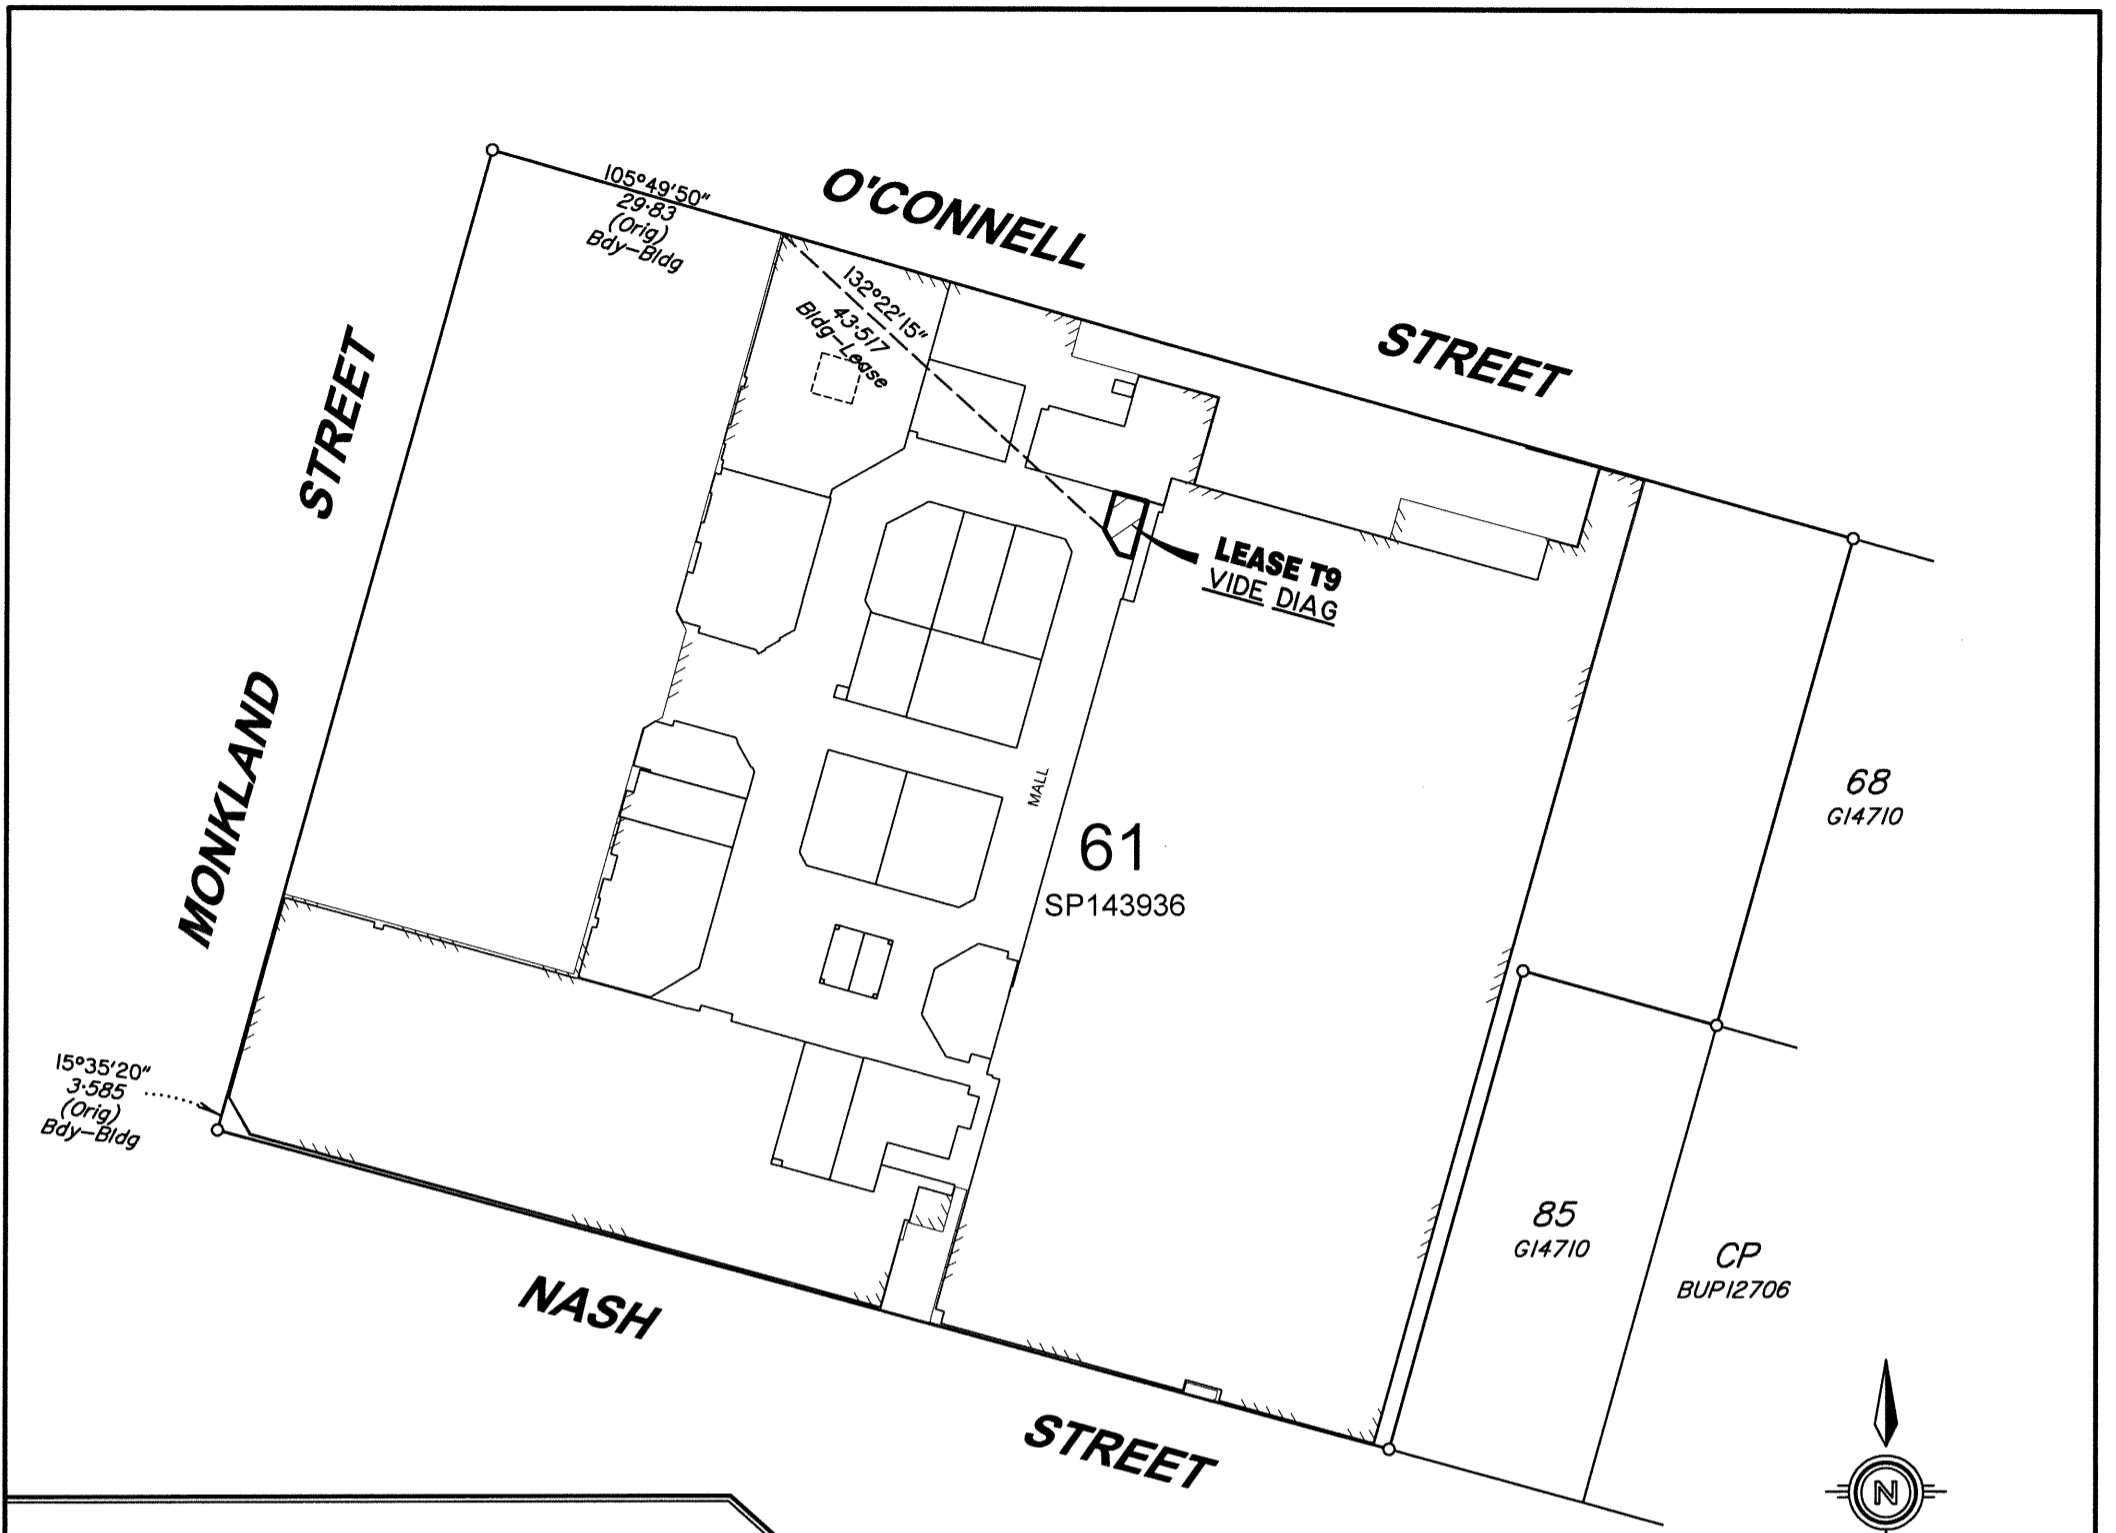 105°49'50"
29·83
(Orig)
Bdy-Bldg
O'CONNELL
STREET
132°22'15"
43·517
Bldg-Lease
STREET
MONKLAND
LEASE T9
VIDE DIAG
MALL
61
SP143936
68
G14710
15°35'20"
3·585
(Orig)
Bdy-Bldg
85
G14710
CP
BUP12706
NASH
STREET
N